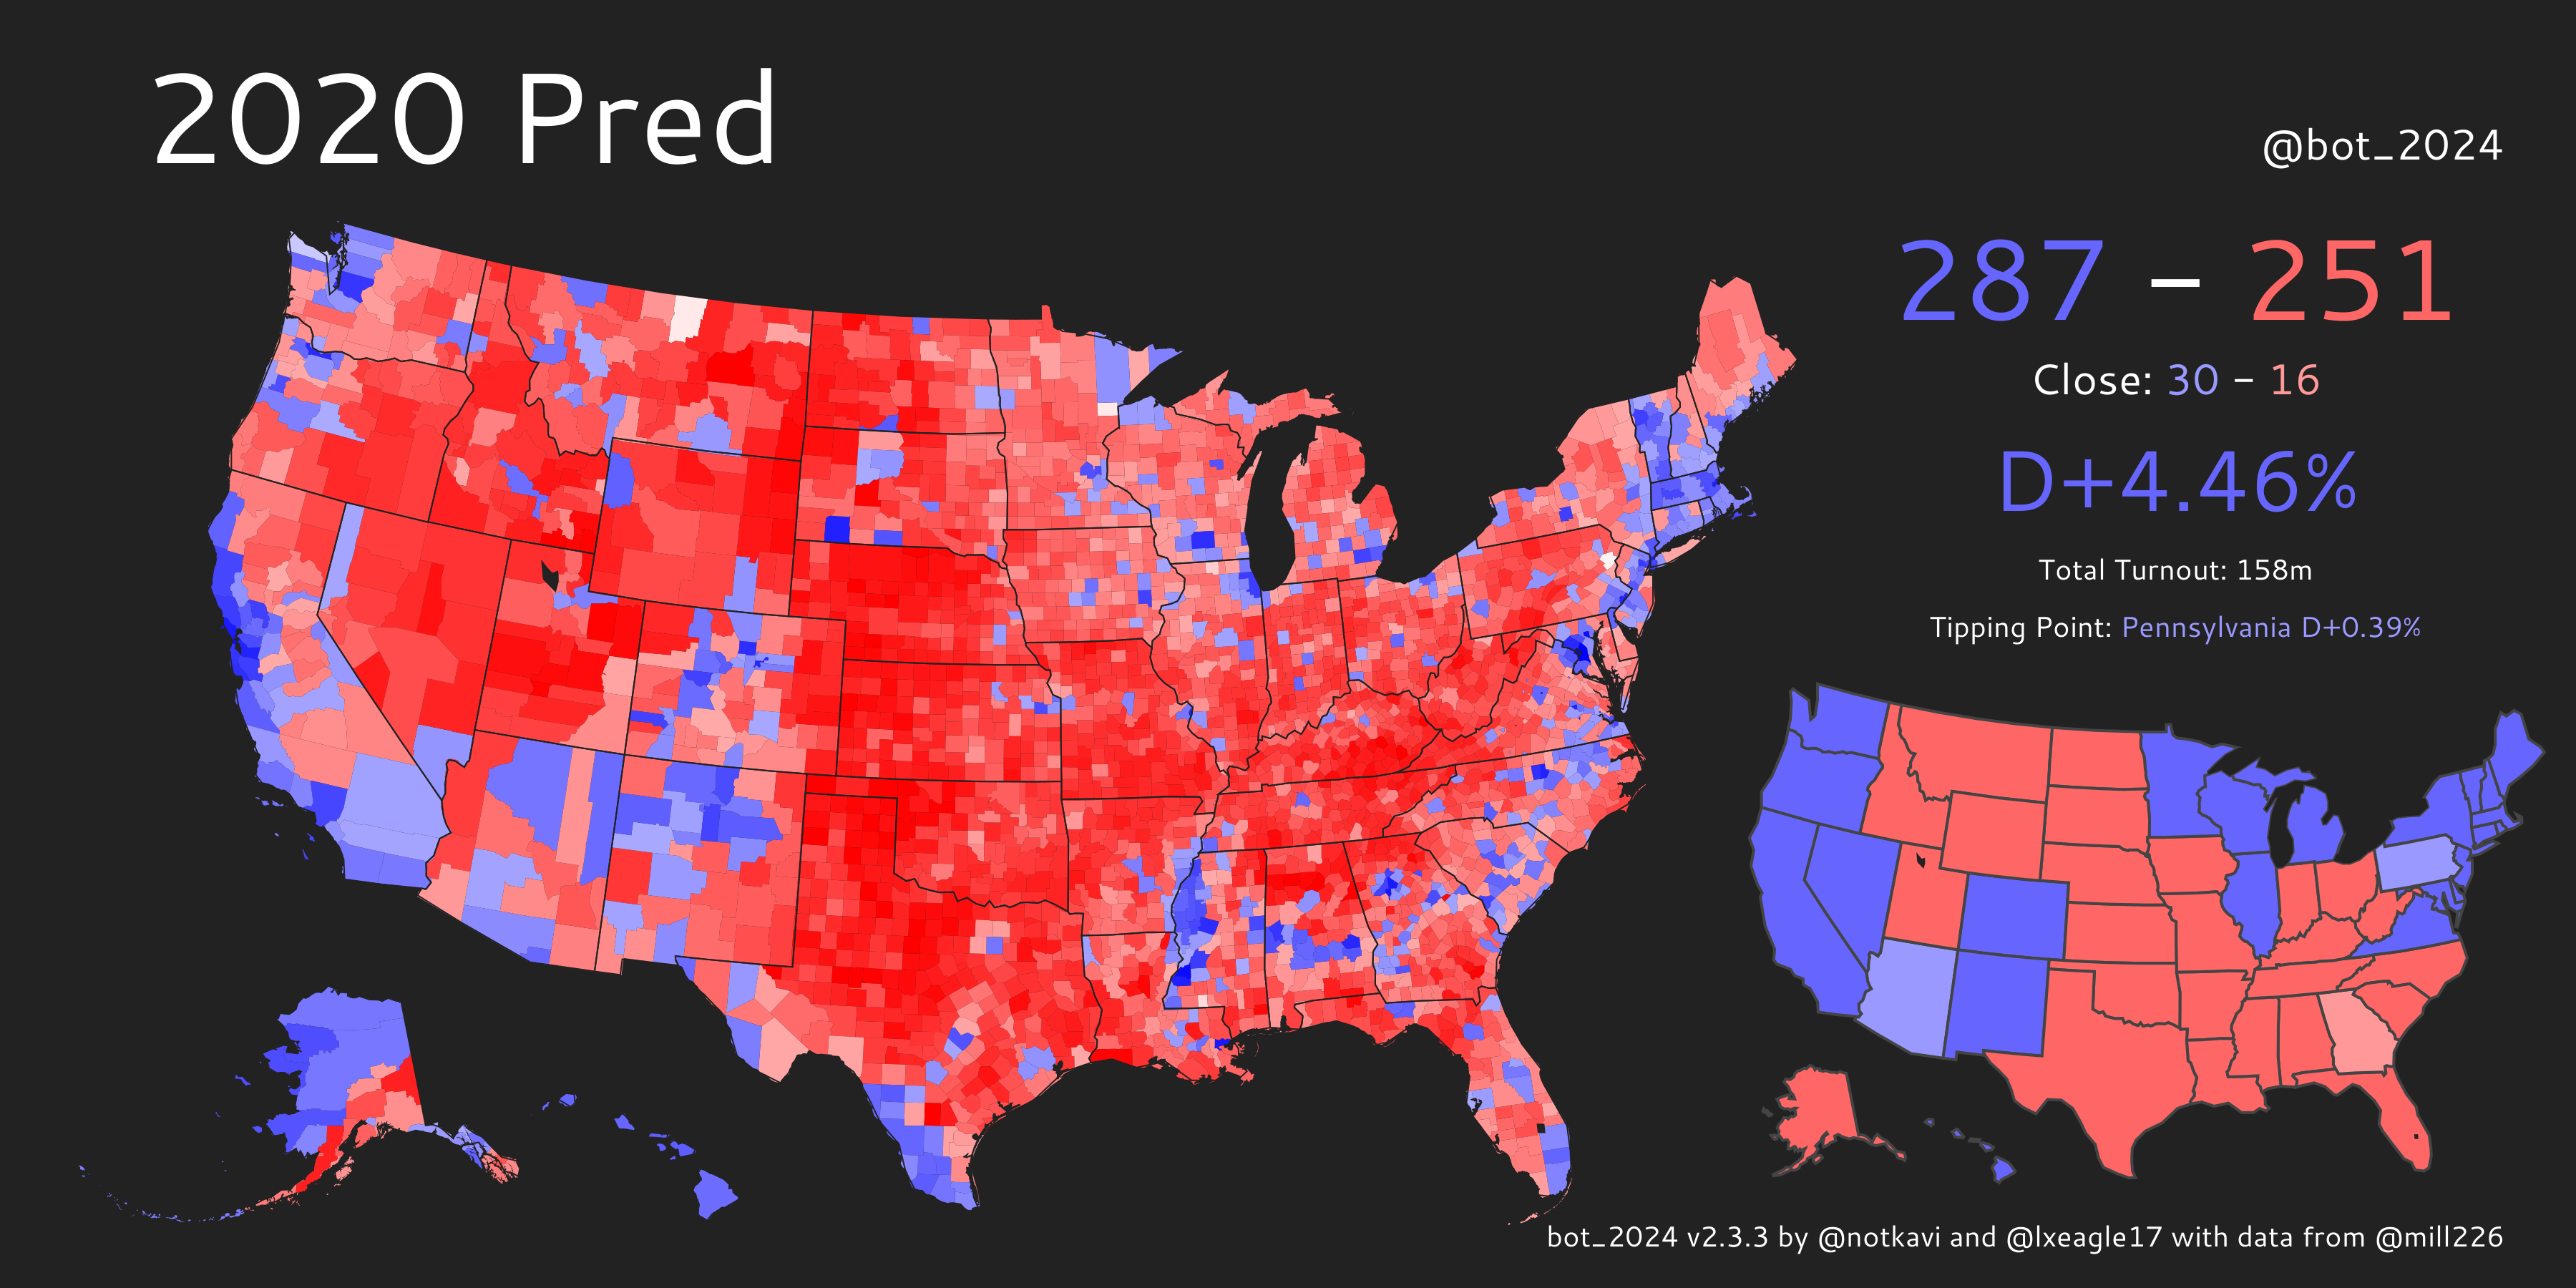 2020 Pred
@bot_2024
287 - 251
Close: 30 - 16
D+4.46%
Total Turnout: 158m
Tipping Point: Pennsylvania D+0.39%
bot_2024 v2.3.3 by @notkavi and @lxeagle17 with data from @mill226